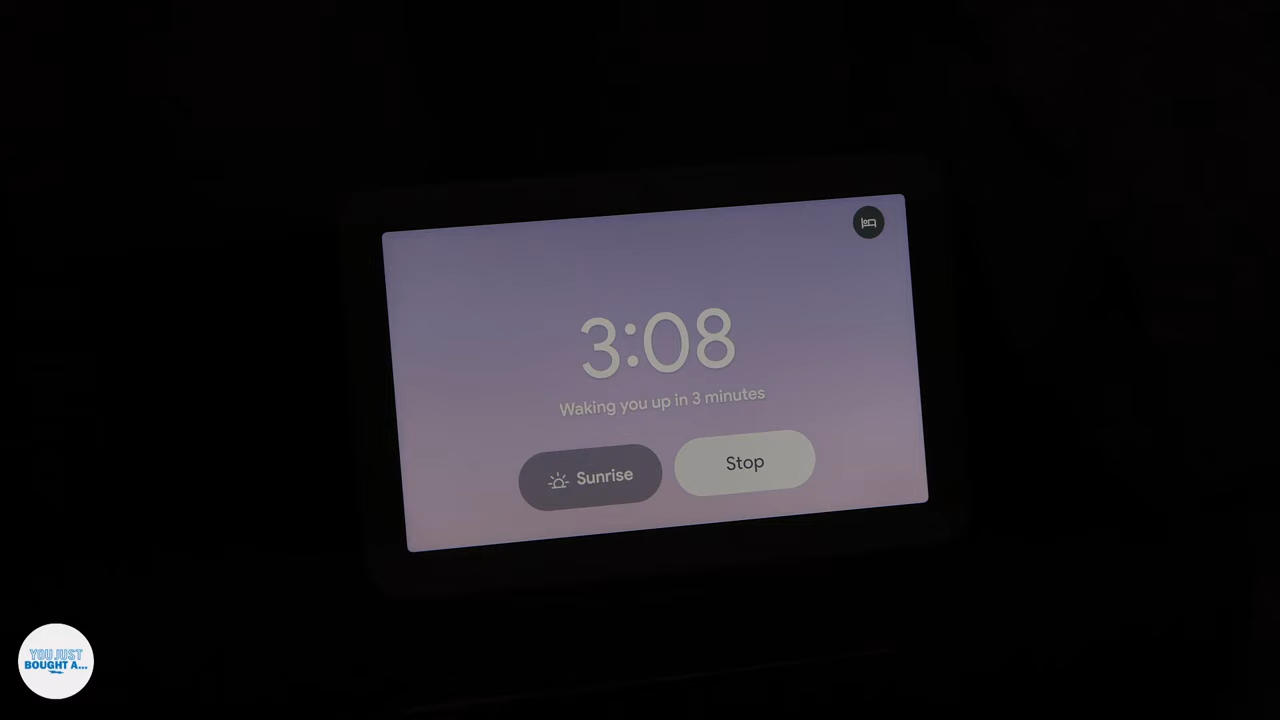 3:08
Waking you up in 3 minutes
Sunrise
Stop
YOU JUST
BOUGHT A...